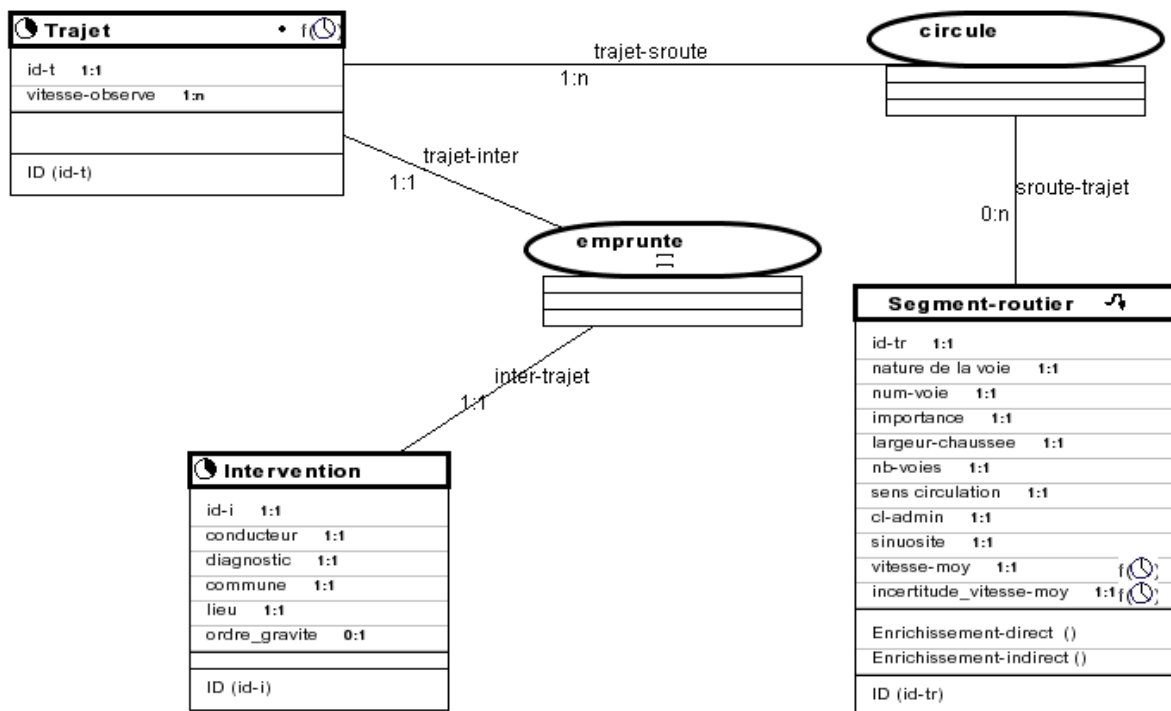 Trajet
f( )
id-t 1:1
vitesse-observe 1:n
ID (id-t)
circule
trajet-sroute
1:n
trajet-inter
1:1
sroute-trajet
0:n
emprunte
inter-trajet
1:1
Intervention
id-i 1:1
conducteur 1:1
diagnostic 1:1
commune 1:1
lieu 1:1
ordre_gravite 0:1
ID (id-i)
Segment-routier
id-tr 1:1
nature de la voie 1:1
num-voie 1:1
importance 1:1
largeur-chaussee 1:1
nb-voies 1:1
sens circulation 1:1
cl-admin 1:1
sinuosite 1:1
vitesse-moy 1:1 f( )
incertitude_vitesse-moy 1:1 f( )
Enrichissement-direct ()
Enrichissement-indirect ()
ID (id-tr)